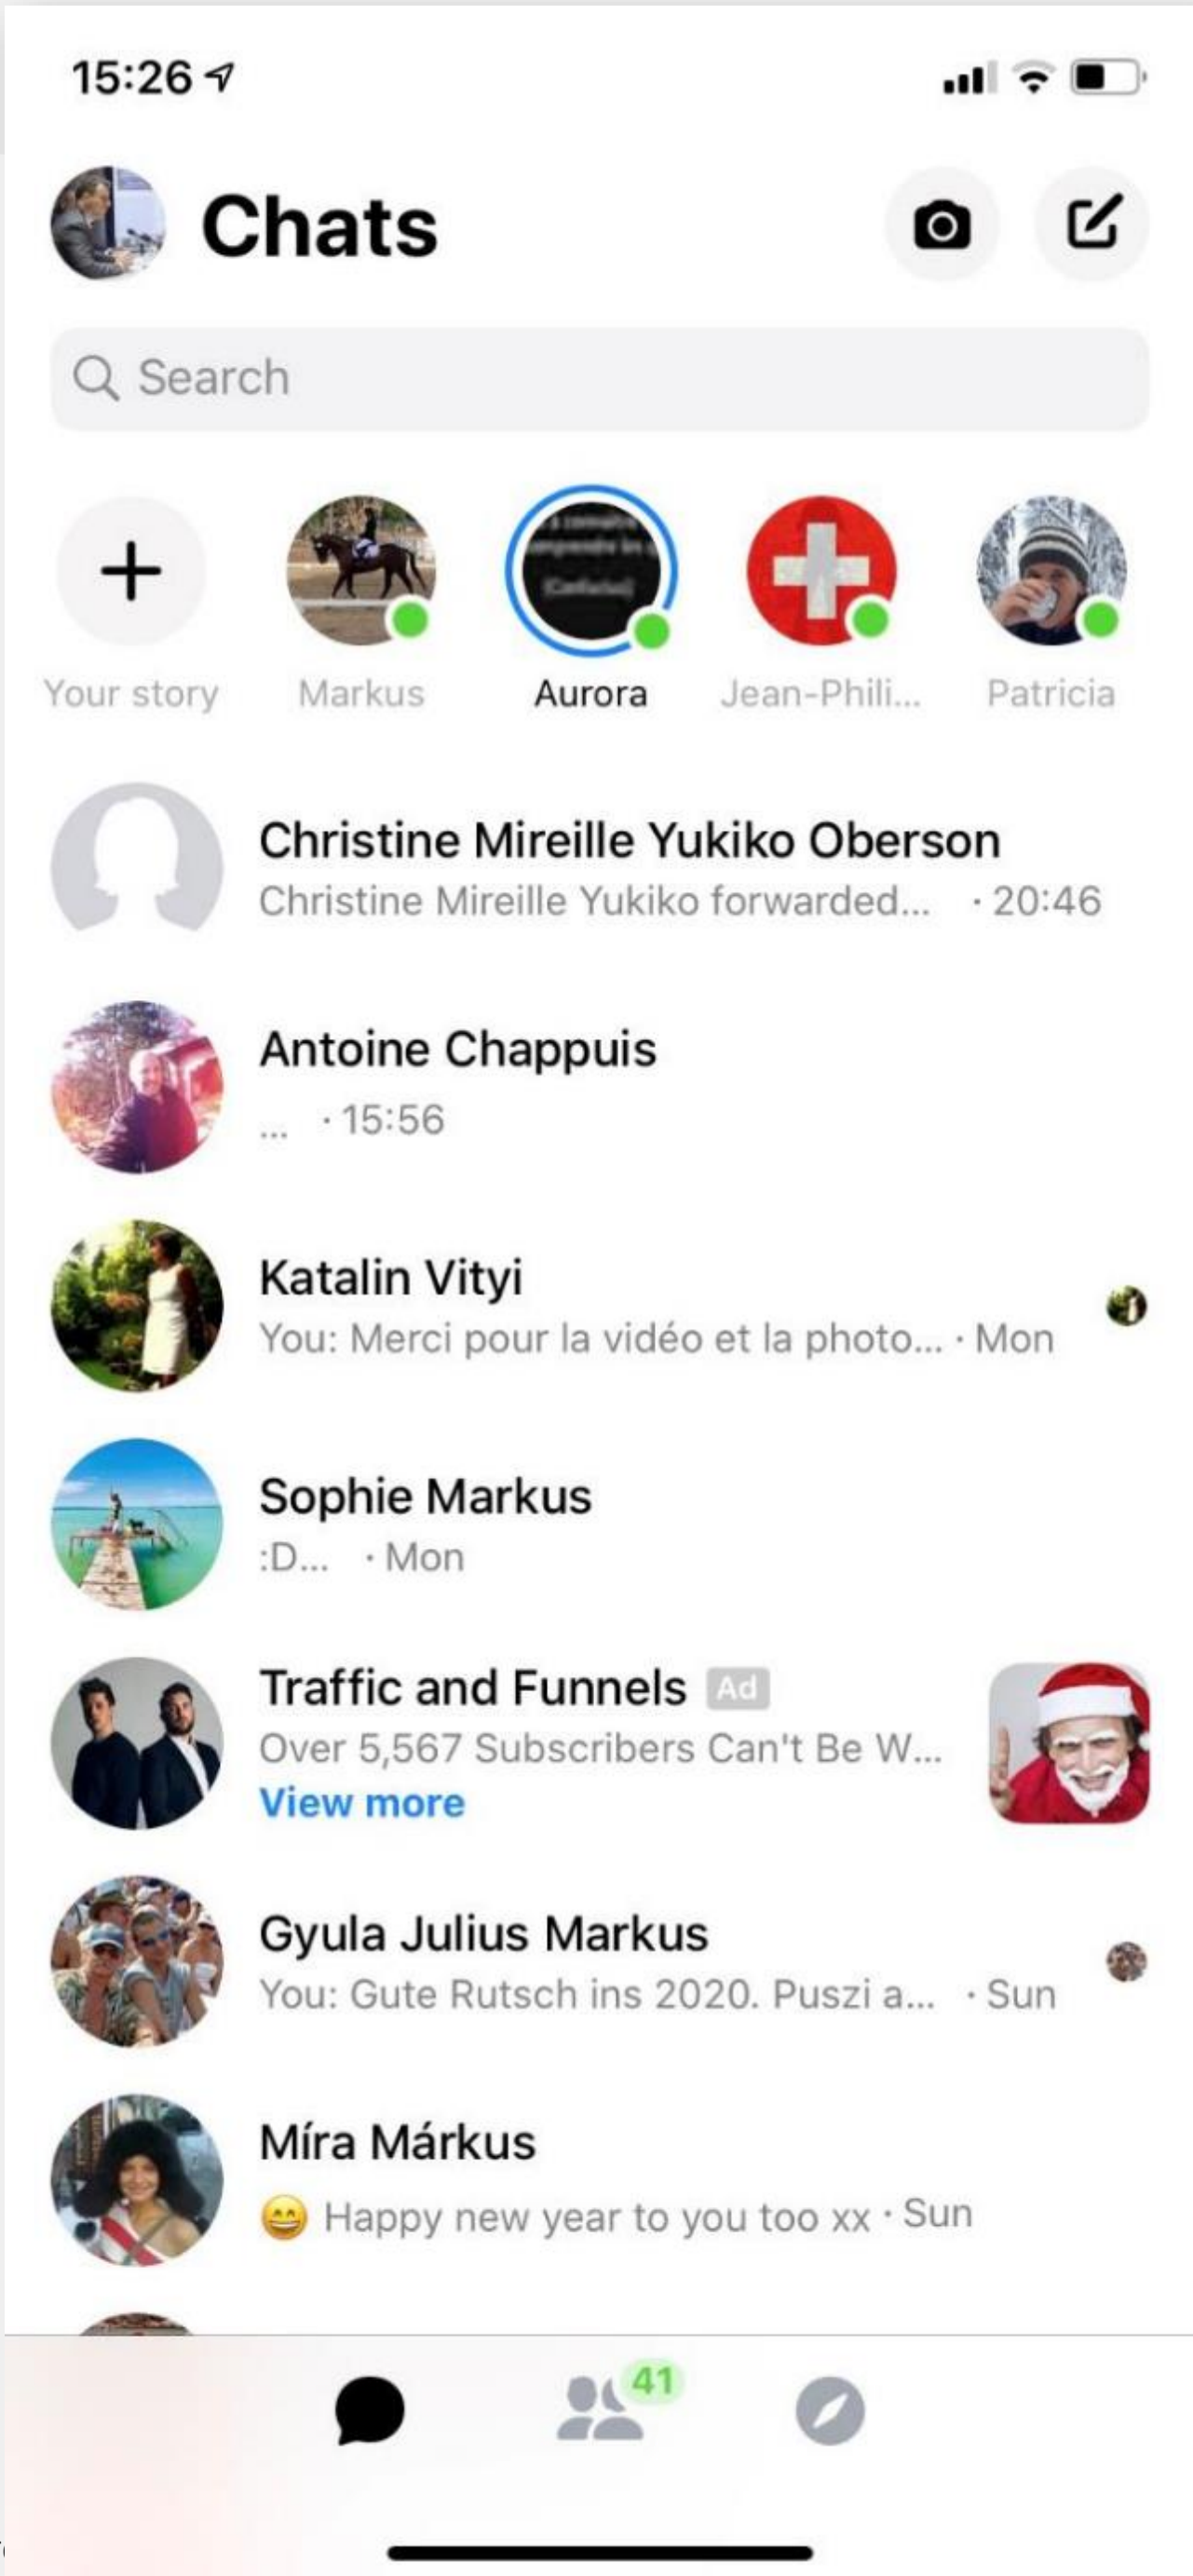 15:26
Chats
Search
Your story
Markus
Aurora
Jean-Phili...
Patricia
Christine Mireille Yukiko Oberson
Christine Mireille Yukiko forwarded... · 20:46
Antoine Chappuis
... · 15:56
Katalin Vityi
You: Merci pour la vidéo et la photo... · Mon
Sophie Markus
:D... · Mon
Traffic and Funnels Ad
Over 5,567 Subscribers Can't Be W...
View more
Gyula Julius Markus
You: Gute Rutsch ins 2020. Puszi a... · Sun
Míra Márkus
😄 Happy new year to you too xx · Sun
41